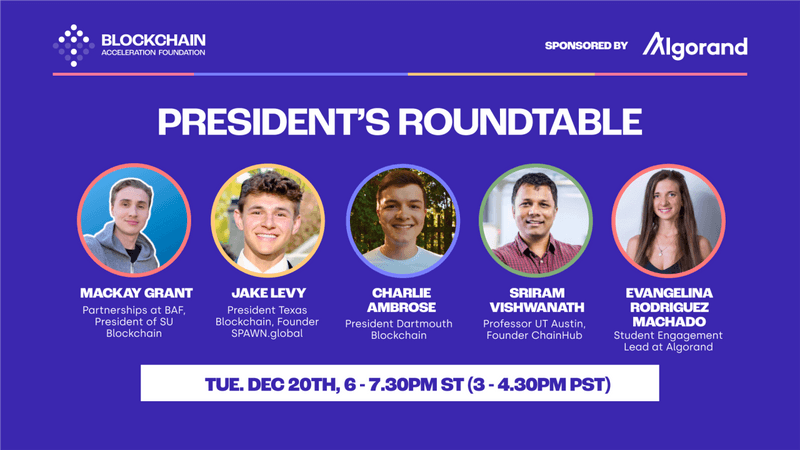 BLOCKCHAIN
ACCELERATION FOUNDATION
SPONSORED BY Algorand
PRESIDENT'S ROUNDTABLE
MACKAY GRANT
Partnerships at BAF,
President of SU
Blockchain
JAKE LEVY
President Texas
Blockchain, Founder
SPAWN.global
CHARLIE
AMBROSE
President Dartmouth
Blockchain
SRIRAM
VISHWANATH
Professor UT Austin,
Founder ChainHub
EVANGELINA
RODRIGUEZ
MACHADO
Student Engagement
Lead at Algorand
TUE. DEC 20TH, 6 - 7.30PM ST (3 - 4.30PM PST)